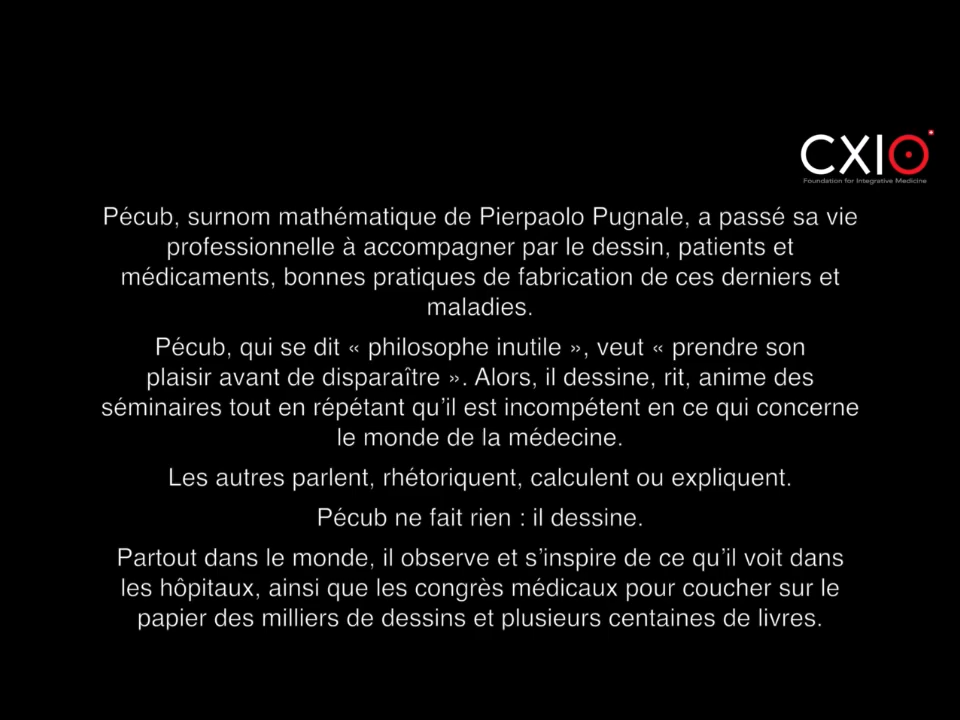 CXIO
Foundation for Integrative Medicine
Pécub, surnom mathématique de Pierpaolo Pugnale, a passé sa vie
professionnelle à accompagner par le dessin, patients et
médicaments, bonnes pratiques de fabrication de ces derniers et
maladies.
Pécub, qui se dit « philosophe inutile », veut « prendre son
plaisir avant de disparaître ». Alors, il dessine, rit, anime des
séminaires tout en répétant qu’il est incompétent en ce qui concerne
le monde de la médecine.
Les autres parlent, rhétoriquent, calculent ou expliquent.
Pécub ne fait rien : il dessine.
Partout dans le monde, il observe et s’inspire de ce qu’il voit dans
les hôpitaux, ainsi que les congrès médicaux pour coucher sur le
papier des milliers de dessins et plusieurs centaines de livres.